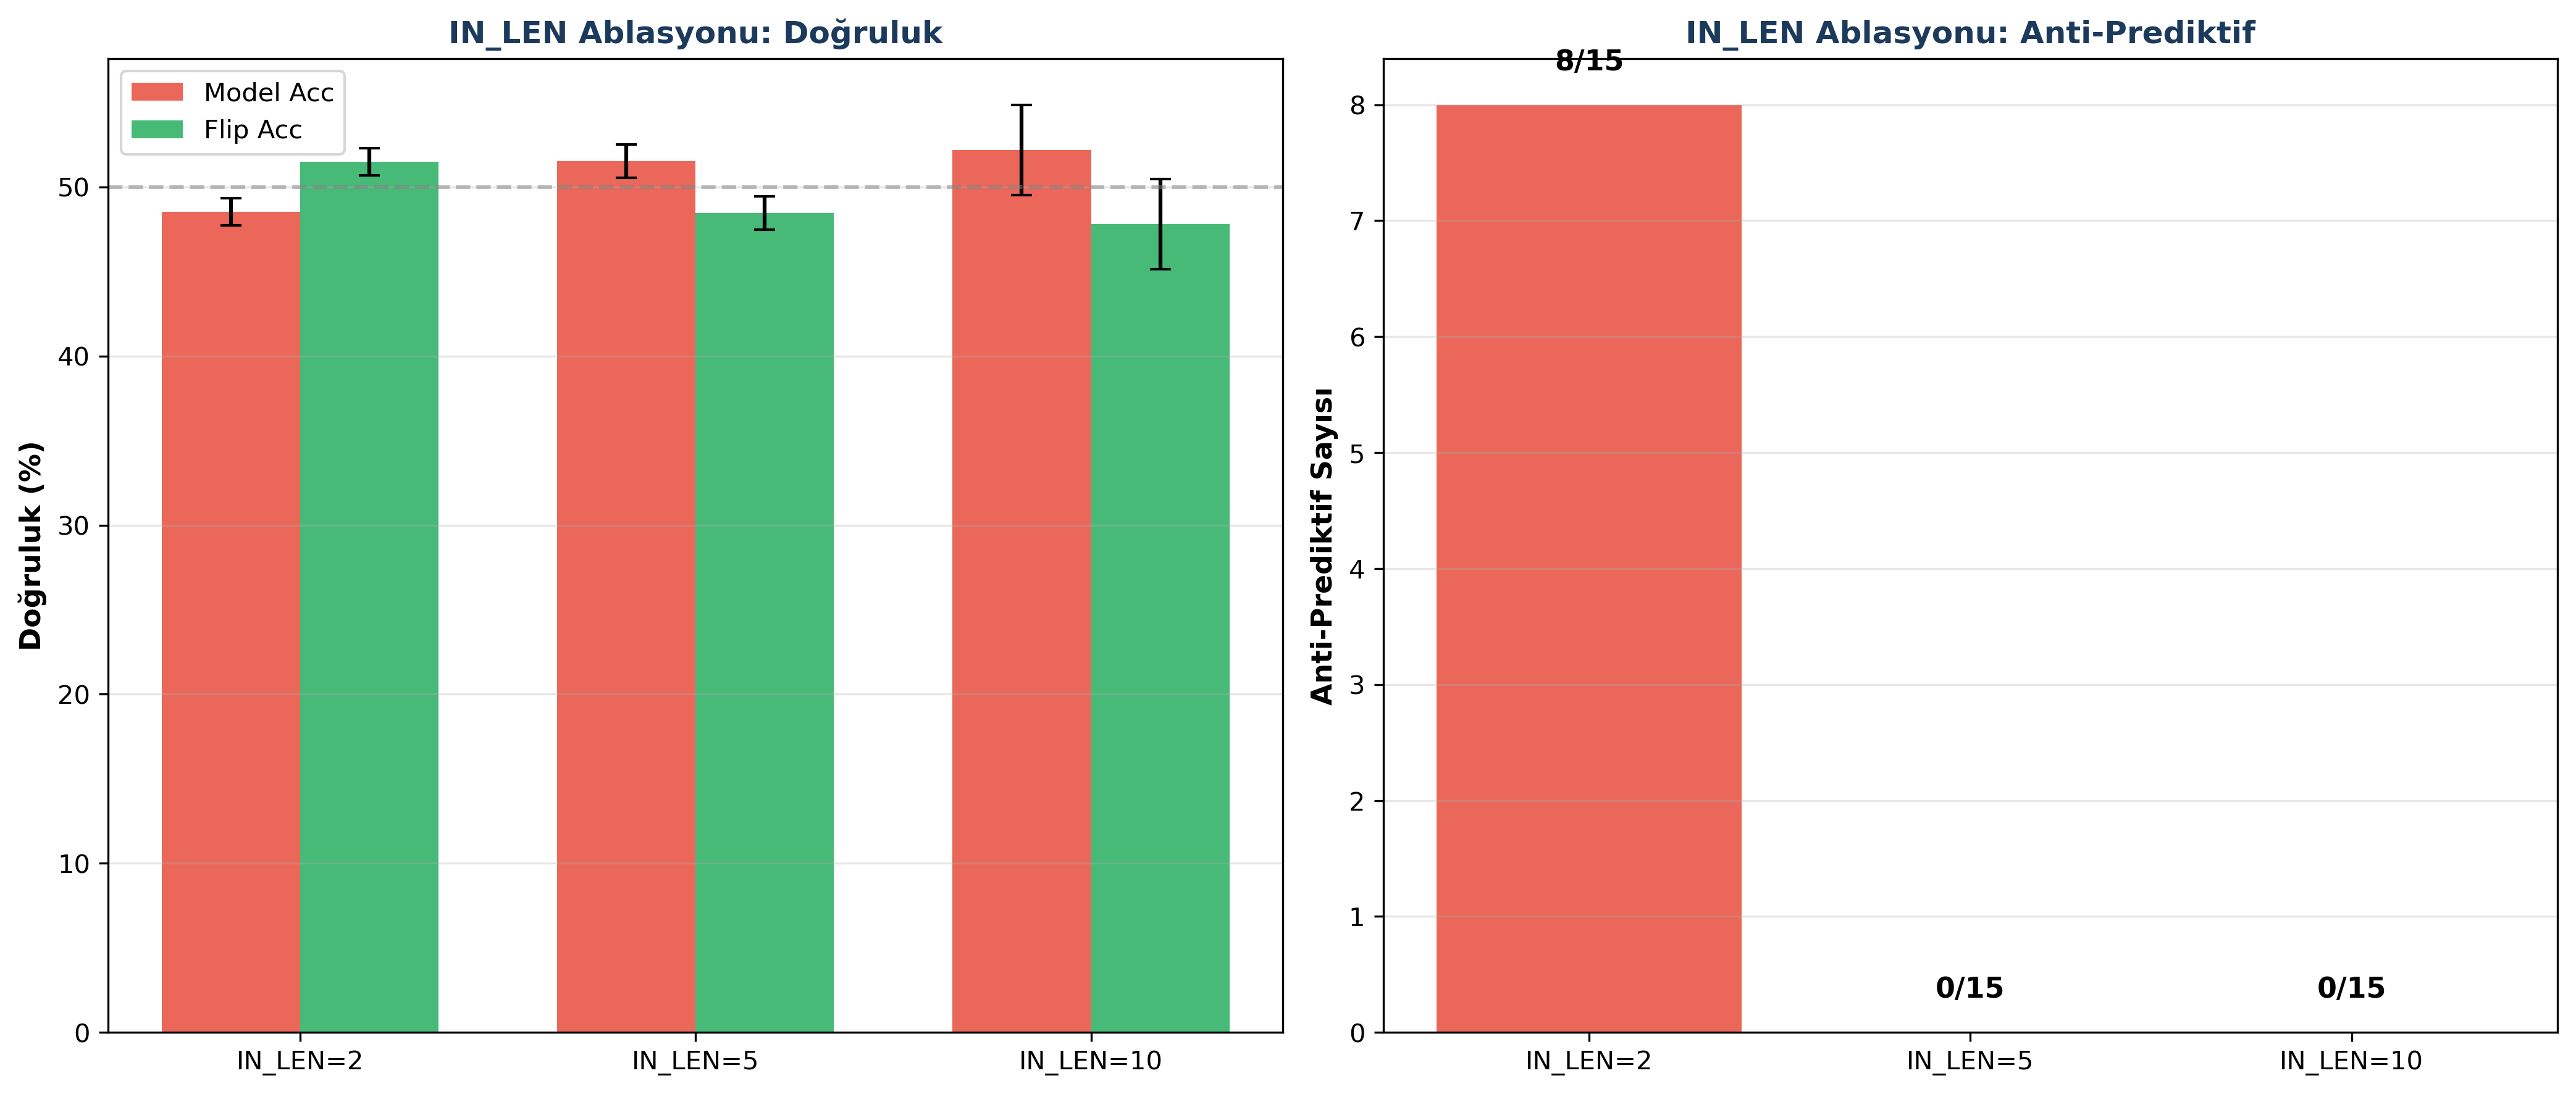 IN_LEN Ablasyonu: Doğruluk
Model Acc
Flip Acc
Doğruluk (%)
50
40
30
20
10
0
IN_LEN=2
IN_LEN=5
IN_LEN=10
IN_LEN Ablasyonu: Anti-Prediktif
8/15
Anti-Prediktif Sayısı
8
7
6
5
4
3
2
1
0
0/15
0/15
IN_LEN=2
IN_LEN=5
IN_LEN=10